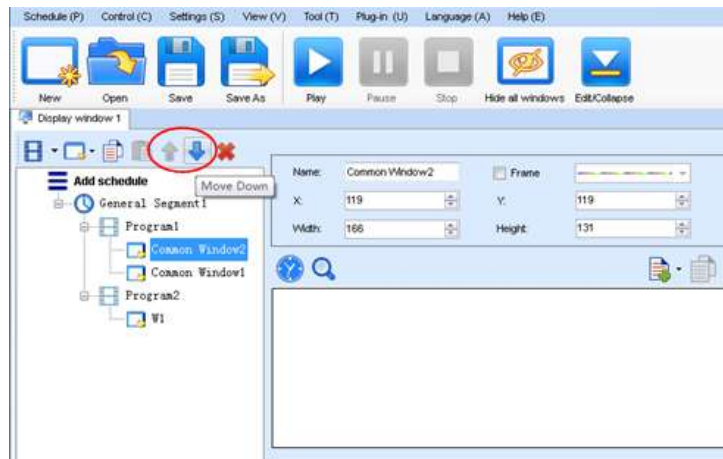 Schedule (P) Control (C) Settings (S) View (V) Tool (T) Plug-in (U) Language (A) Help (E)
New Open Save Save As Play Pause Stop Hide all windows Edit/Collapse
Display window 1
Move Down
Add schedule
General Segment1
Program1
Common Window2
Common Window1
Program2
W1
Name: Common Window2 Frame
X: 119 Y: 119
Width: 166 Height: 131